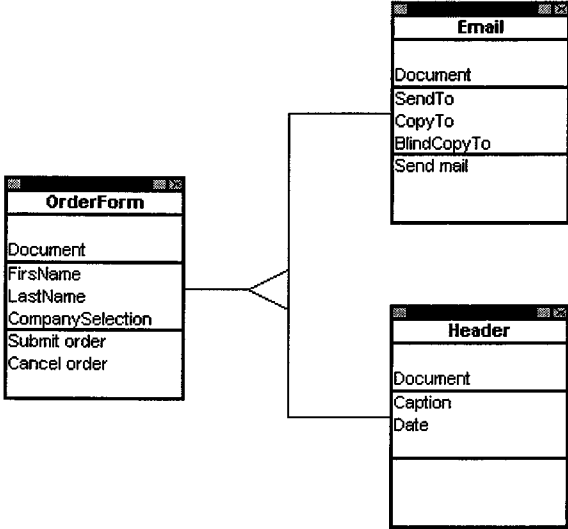 Email
Document
SendTo
CopyTo
BlindCopyTo
Send mail
OrderForm
Document
FirsName
LastName
CompanySelection
Submit order
Cancel order
Header
Document
Caption
Date